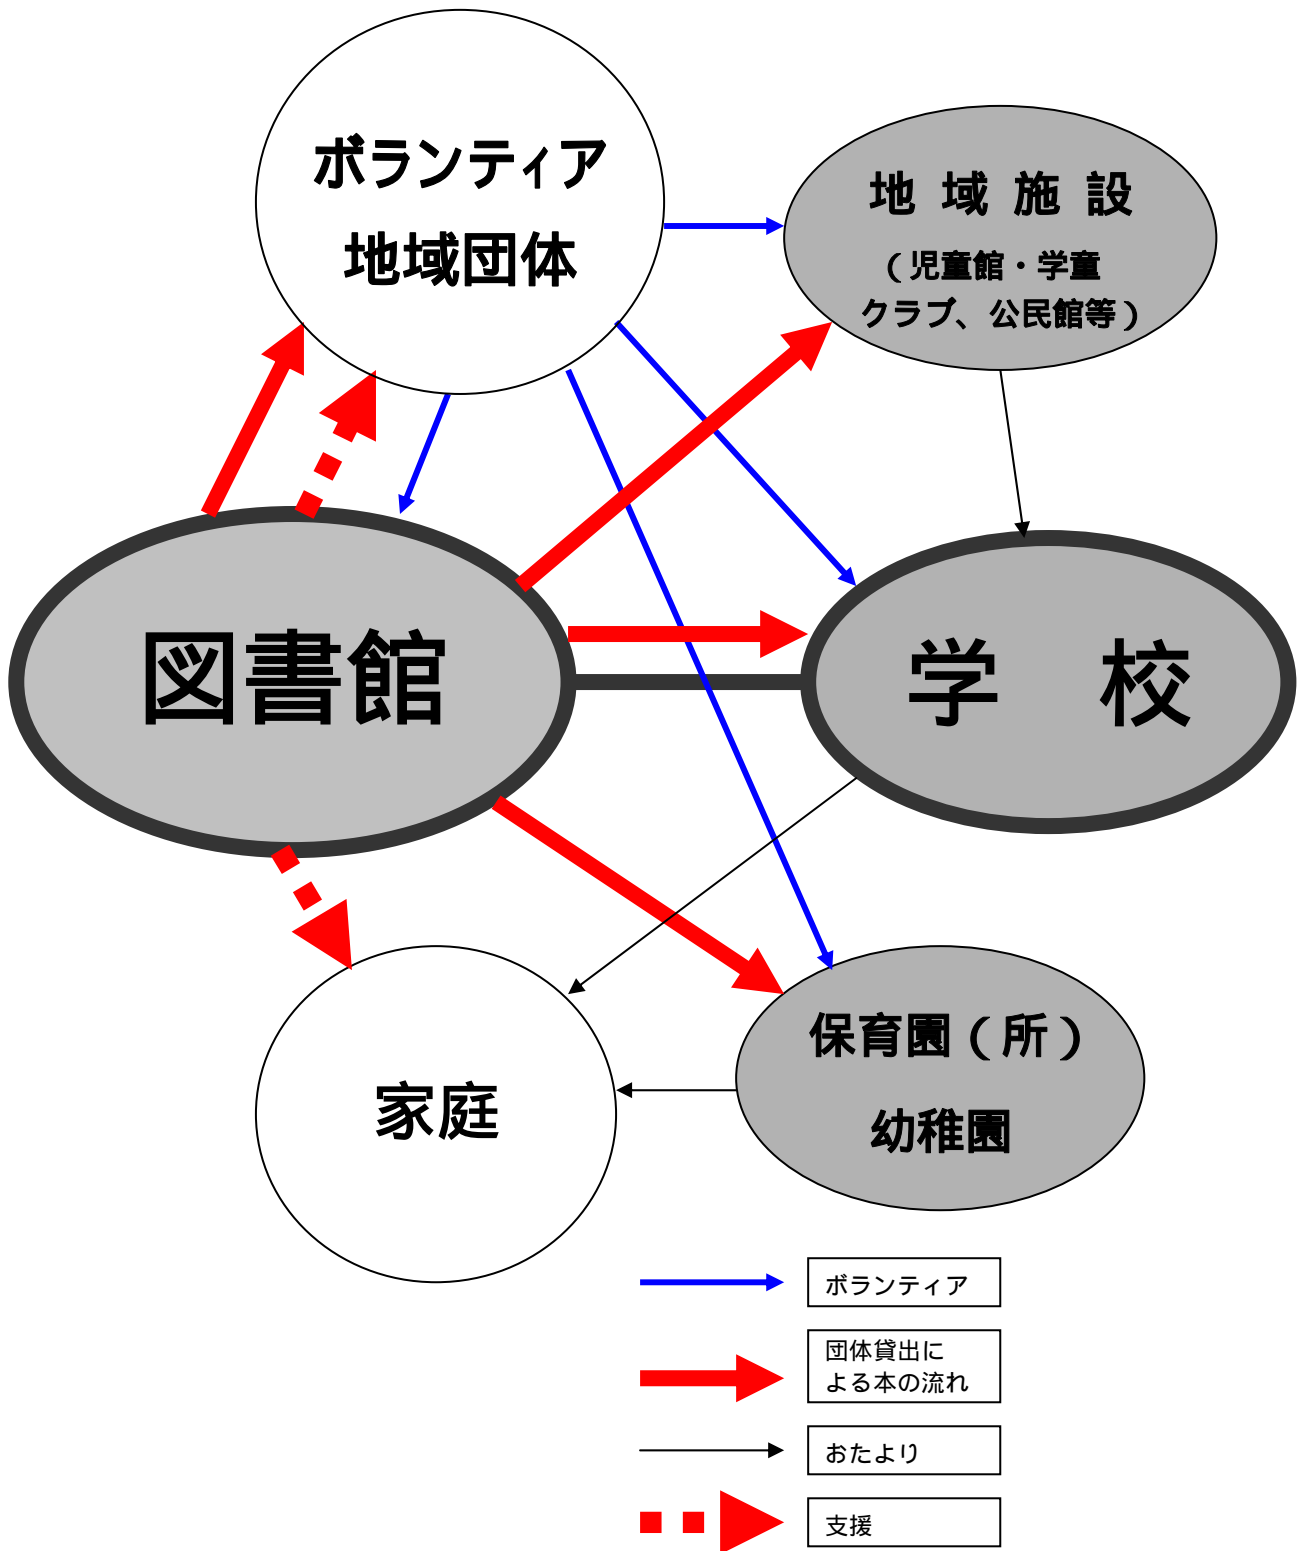 ボランティア
地域団体
地 域 施 設
（児童館・学童
クラブ、公民館等）
図書館
学　校
保育園（所）
幼稚園
家庭
ボランティア
団体貸出に
よる本の流れ
おたより
支援